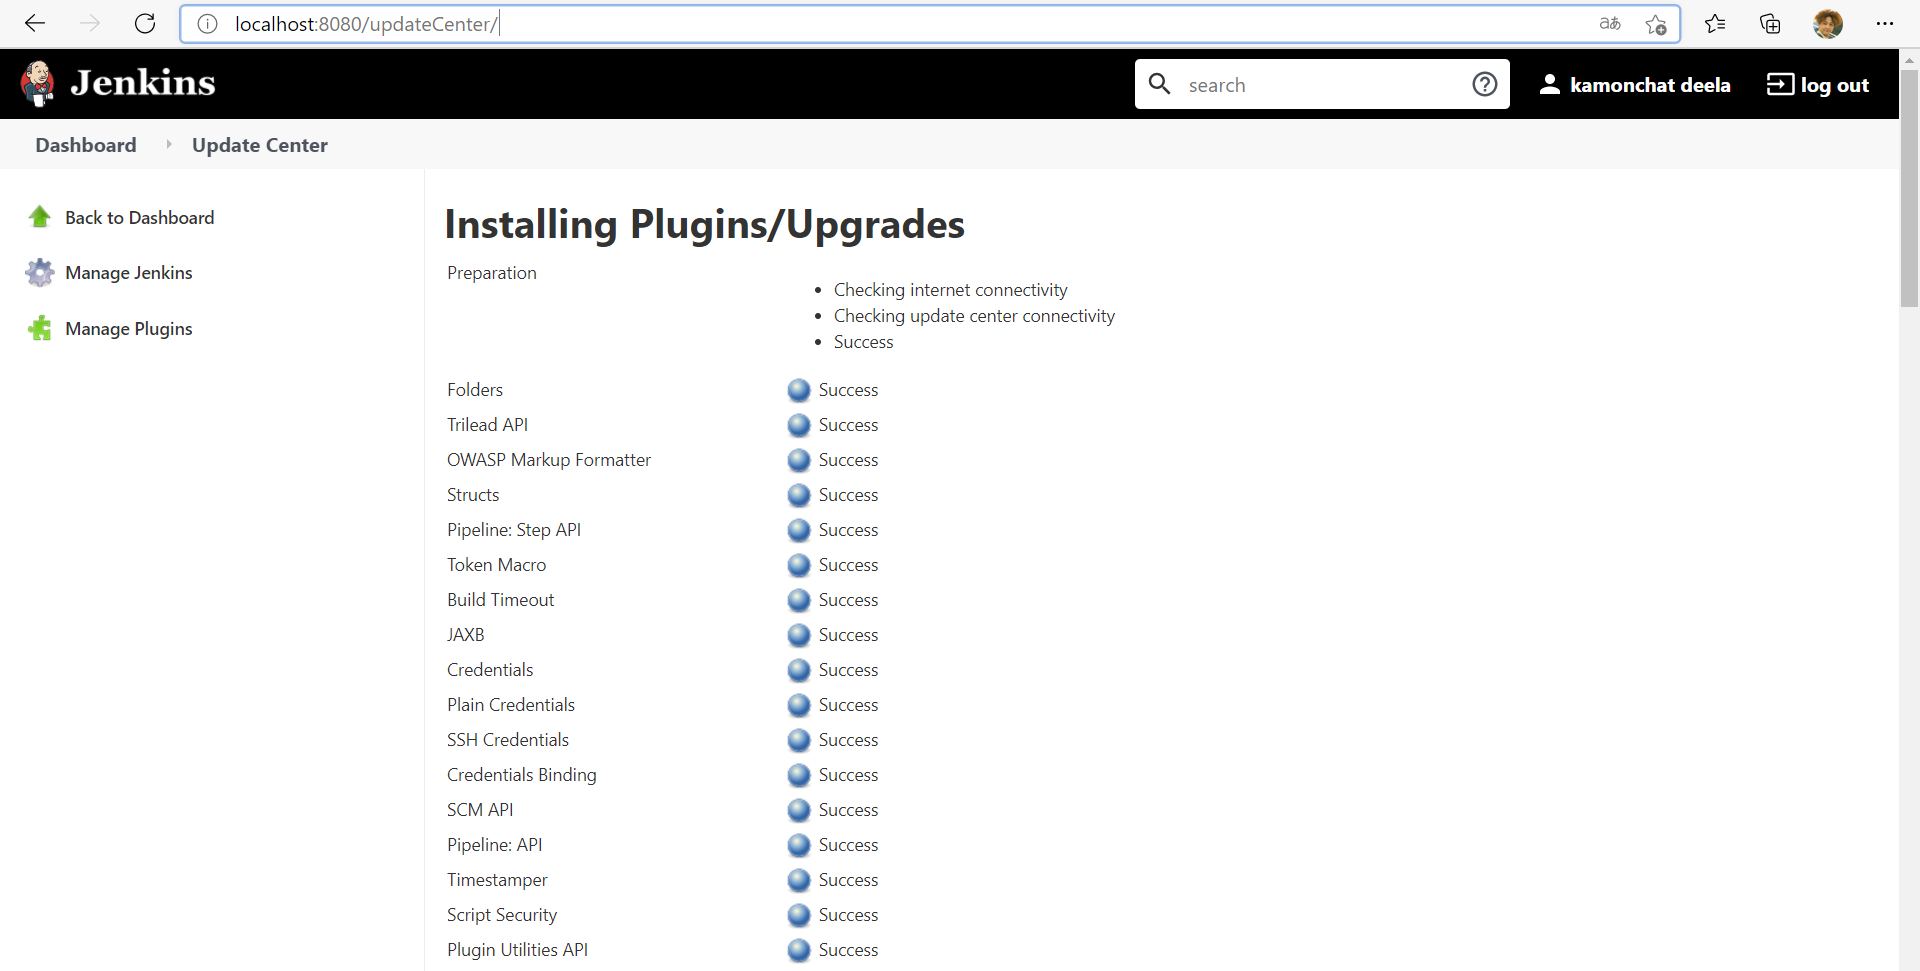 localhost:8080/updateCenter/
aあ
Jenkins
search
kamonchat deela
log out
Dashboard
Update Center
Back to Dashboard
Manage Jenkins
Manage Plugins
Installing Plugins/Upgrades
Preparation
Checking internet connectivity
Checking update center connectivity
Success
Folders Success
Trilead API Success
OWASP Markup Formatter Success
Structs Success
Pipeline: Step API Success
Token Macro Success
Build Timeout Success
JAXB Success
Credentials Success
Plain Credentials Success
SSH Credentials Success
Credentials Binding Success
SCM API Success
Pipeline: API Success
Timestamper Success
Script Security Success
Plugin Utilities API Success